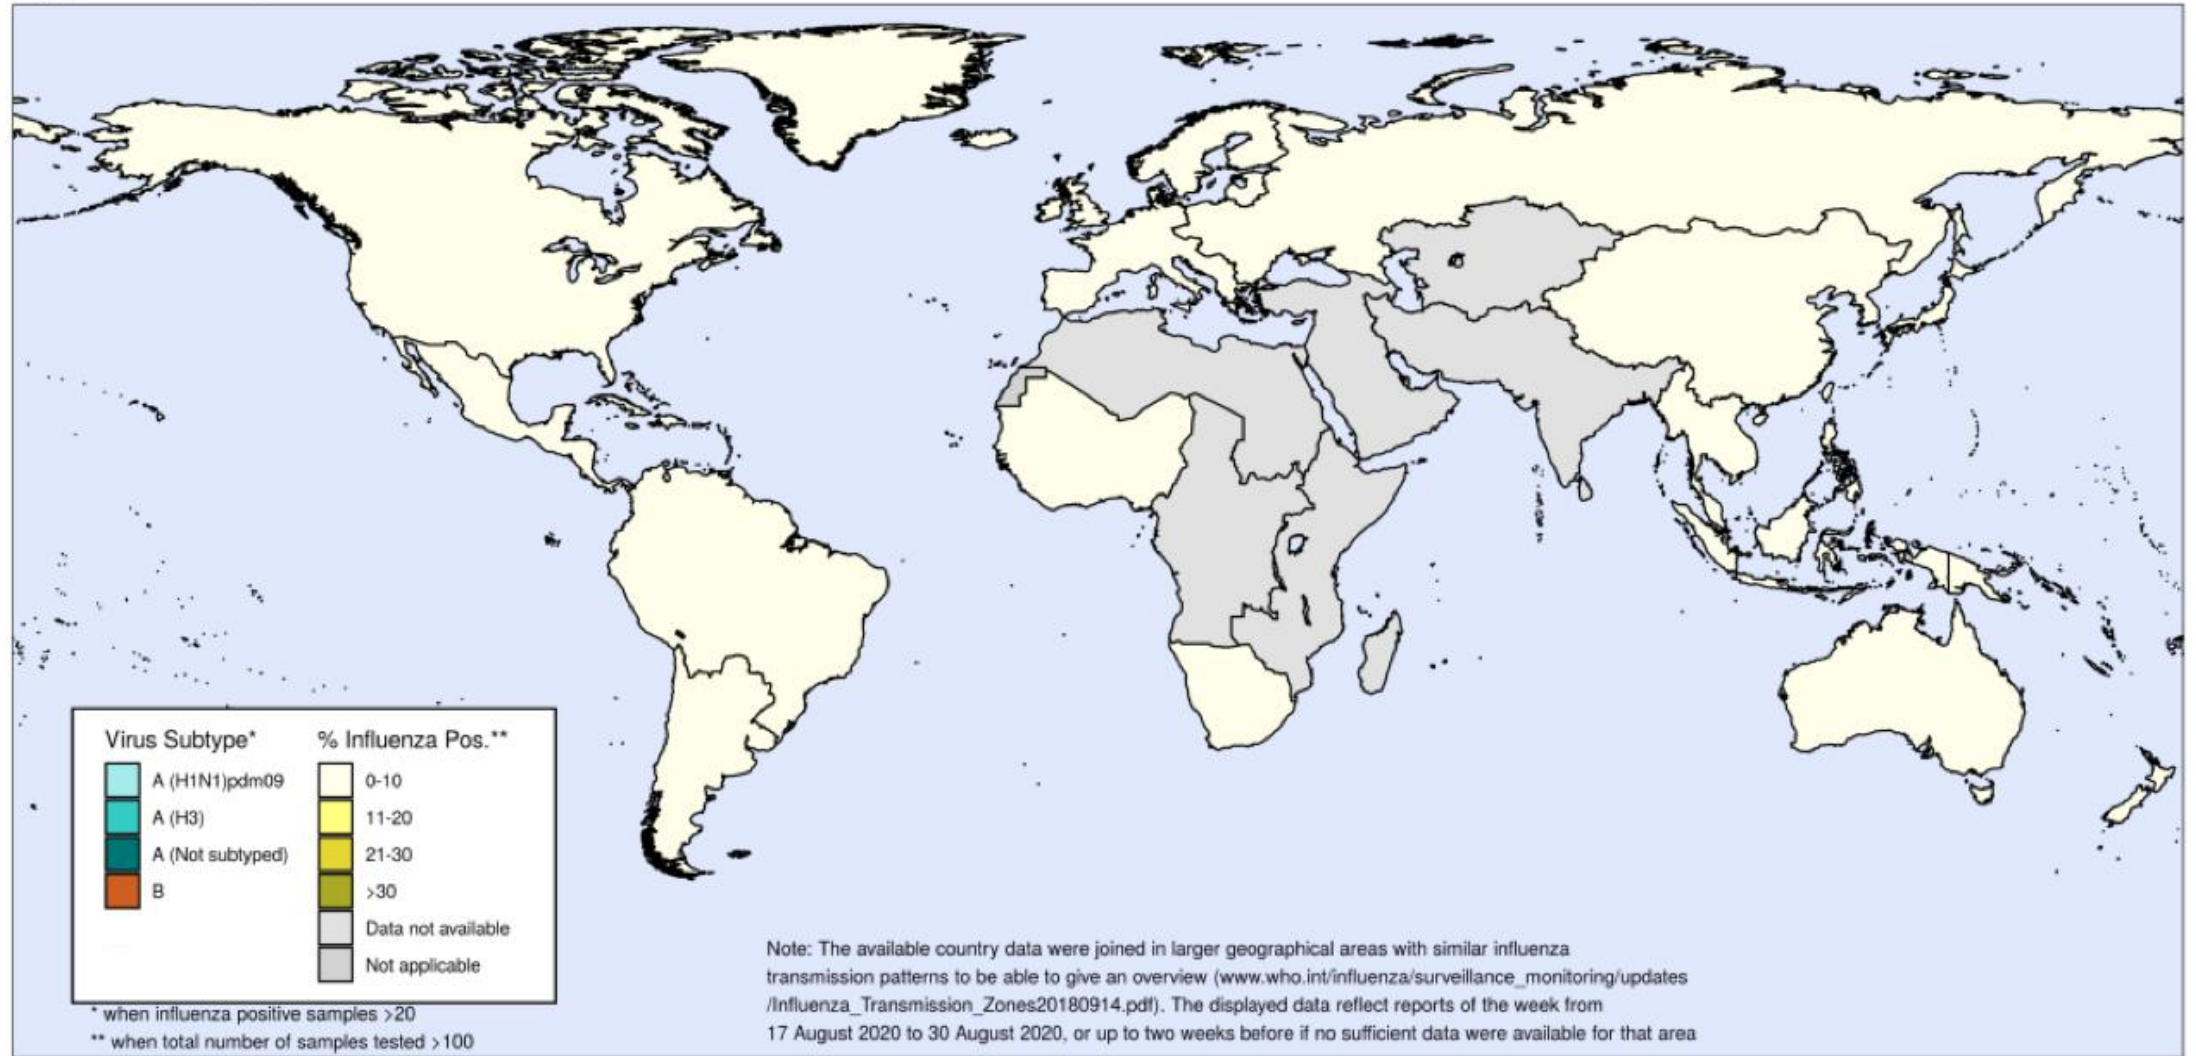 Virus Subtype*
A (H1N1)pdm09
A (H3)
A (Not subtyped)
B
% Influenza Pos.**
0-10
11-20
21-30
>30
Data not available
Not applicable
* when influenza positive samples >20
** when total number of samples tested >100
Note: The available country data were joined in larger geographical areas with similar influenza
transmission patterns to be able to give an overview (www.who.int/influenza/surveillance_monitoring/updates
/Influenza_Transmission_Zones20180914.pdf). The displayed data reflect reports of the week from
17 August 2020 to 30 August 2020, or up to two weeks before if no sufficient data were available for that area